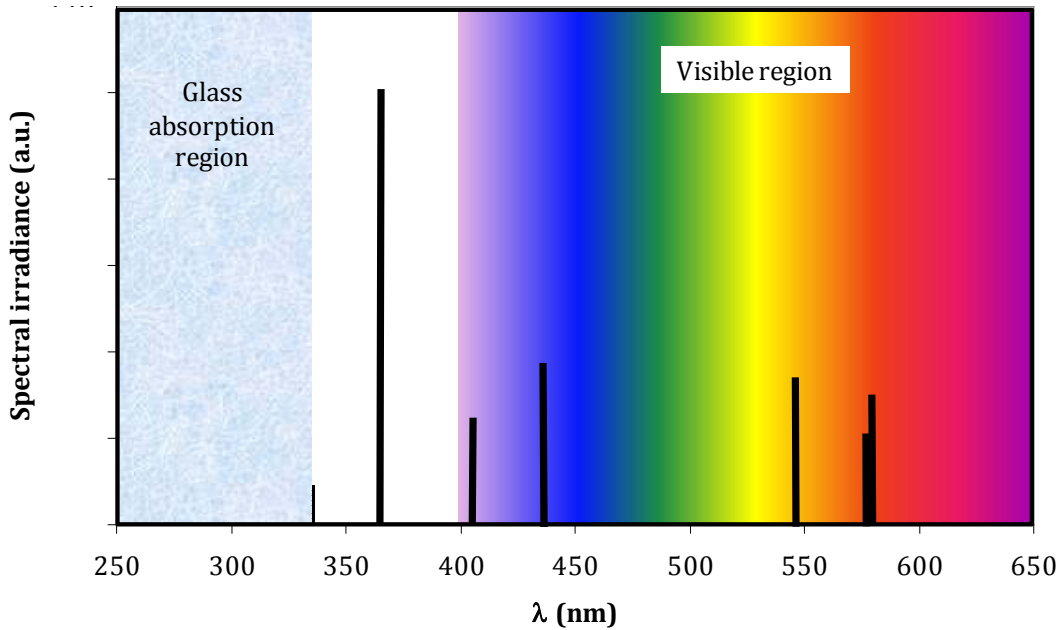 Glass
absorption
region
Visible region
Spectral irradiance (a.u.)
250 300 350 400 450 500 550 600 650
λ (nm)